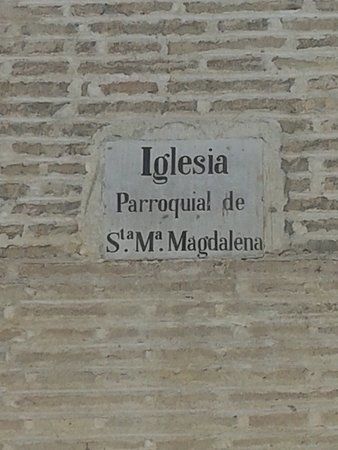 Iglesia
Parroquial de
Sta. Ma. Magdalena